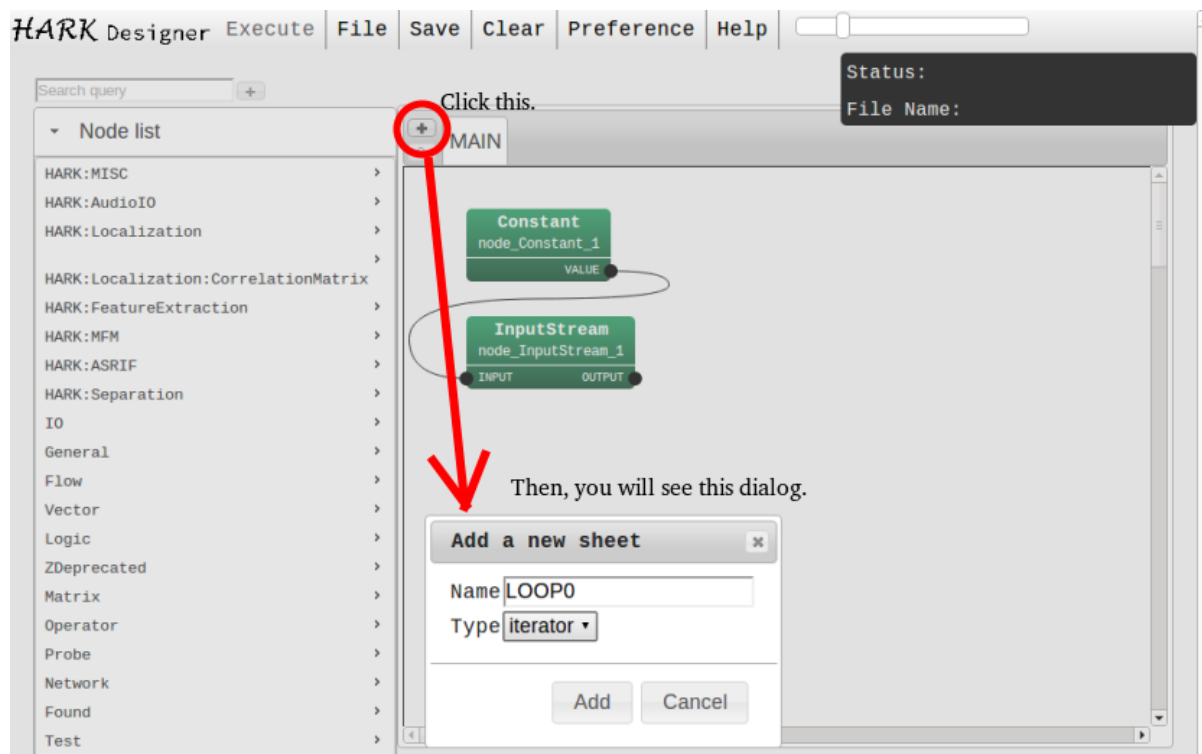 HARK Designer Execute File Save Clear Preference Help
Status:
File Name:
Search query +
Click this.
Node list
+ MAIN
HARK:MISC
HARK:AudioIO
HARK:Localization
HARK:Localization:CorrelationMatrix
HARK:FeatureExtraction
HARK:MFM
HARK:ASRIF
HARK:Separation
IO
General
Flow
Vector
Logic
ZDeprecated
Matrix
Operator
Probe
Network
Found
Test
Constant
node_Constant_1
VALUE
InputStream
node_InputStream_1
INPUT OUTPUT
Then, you will see this dialog.
Add a new sheet
Name LOOP0
Type iterator
Add Cancel